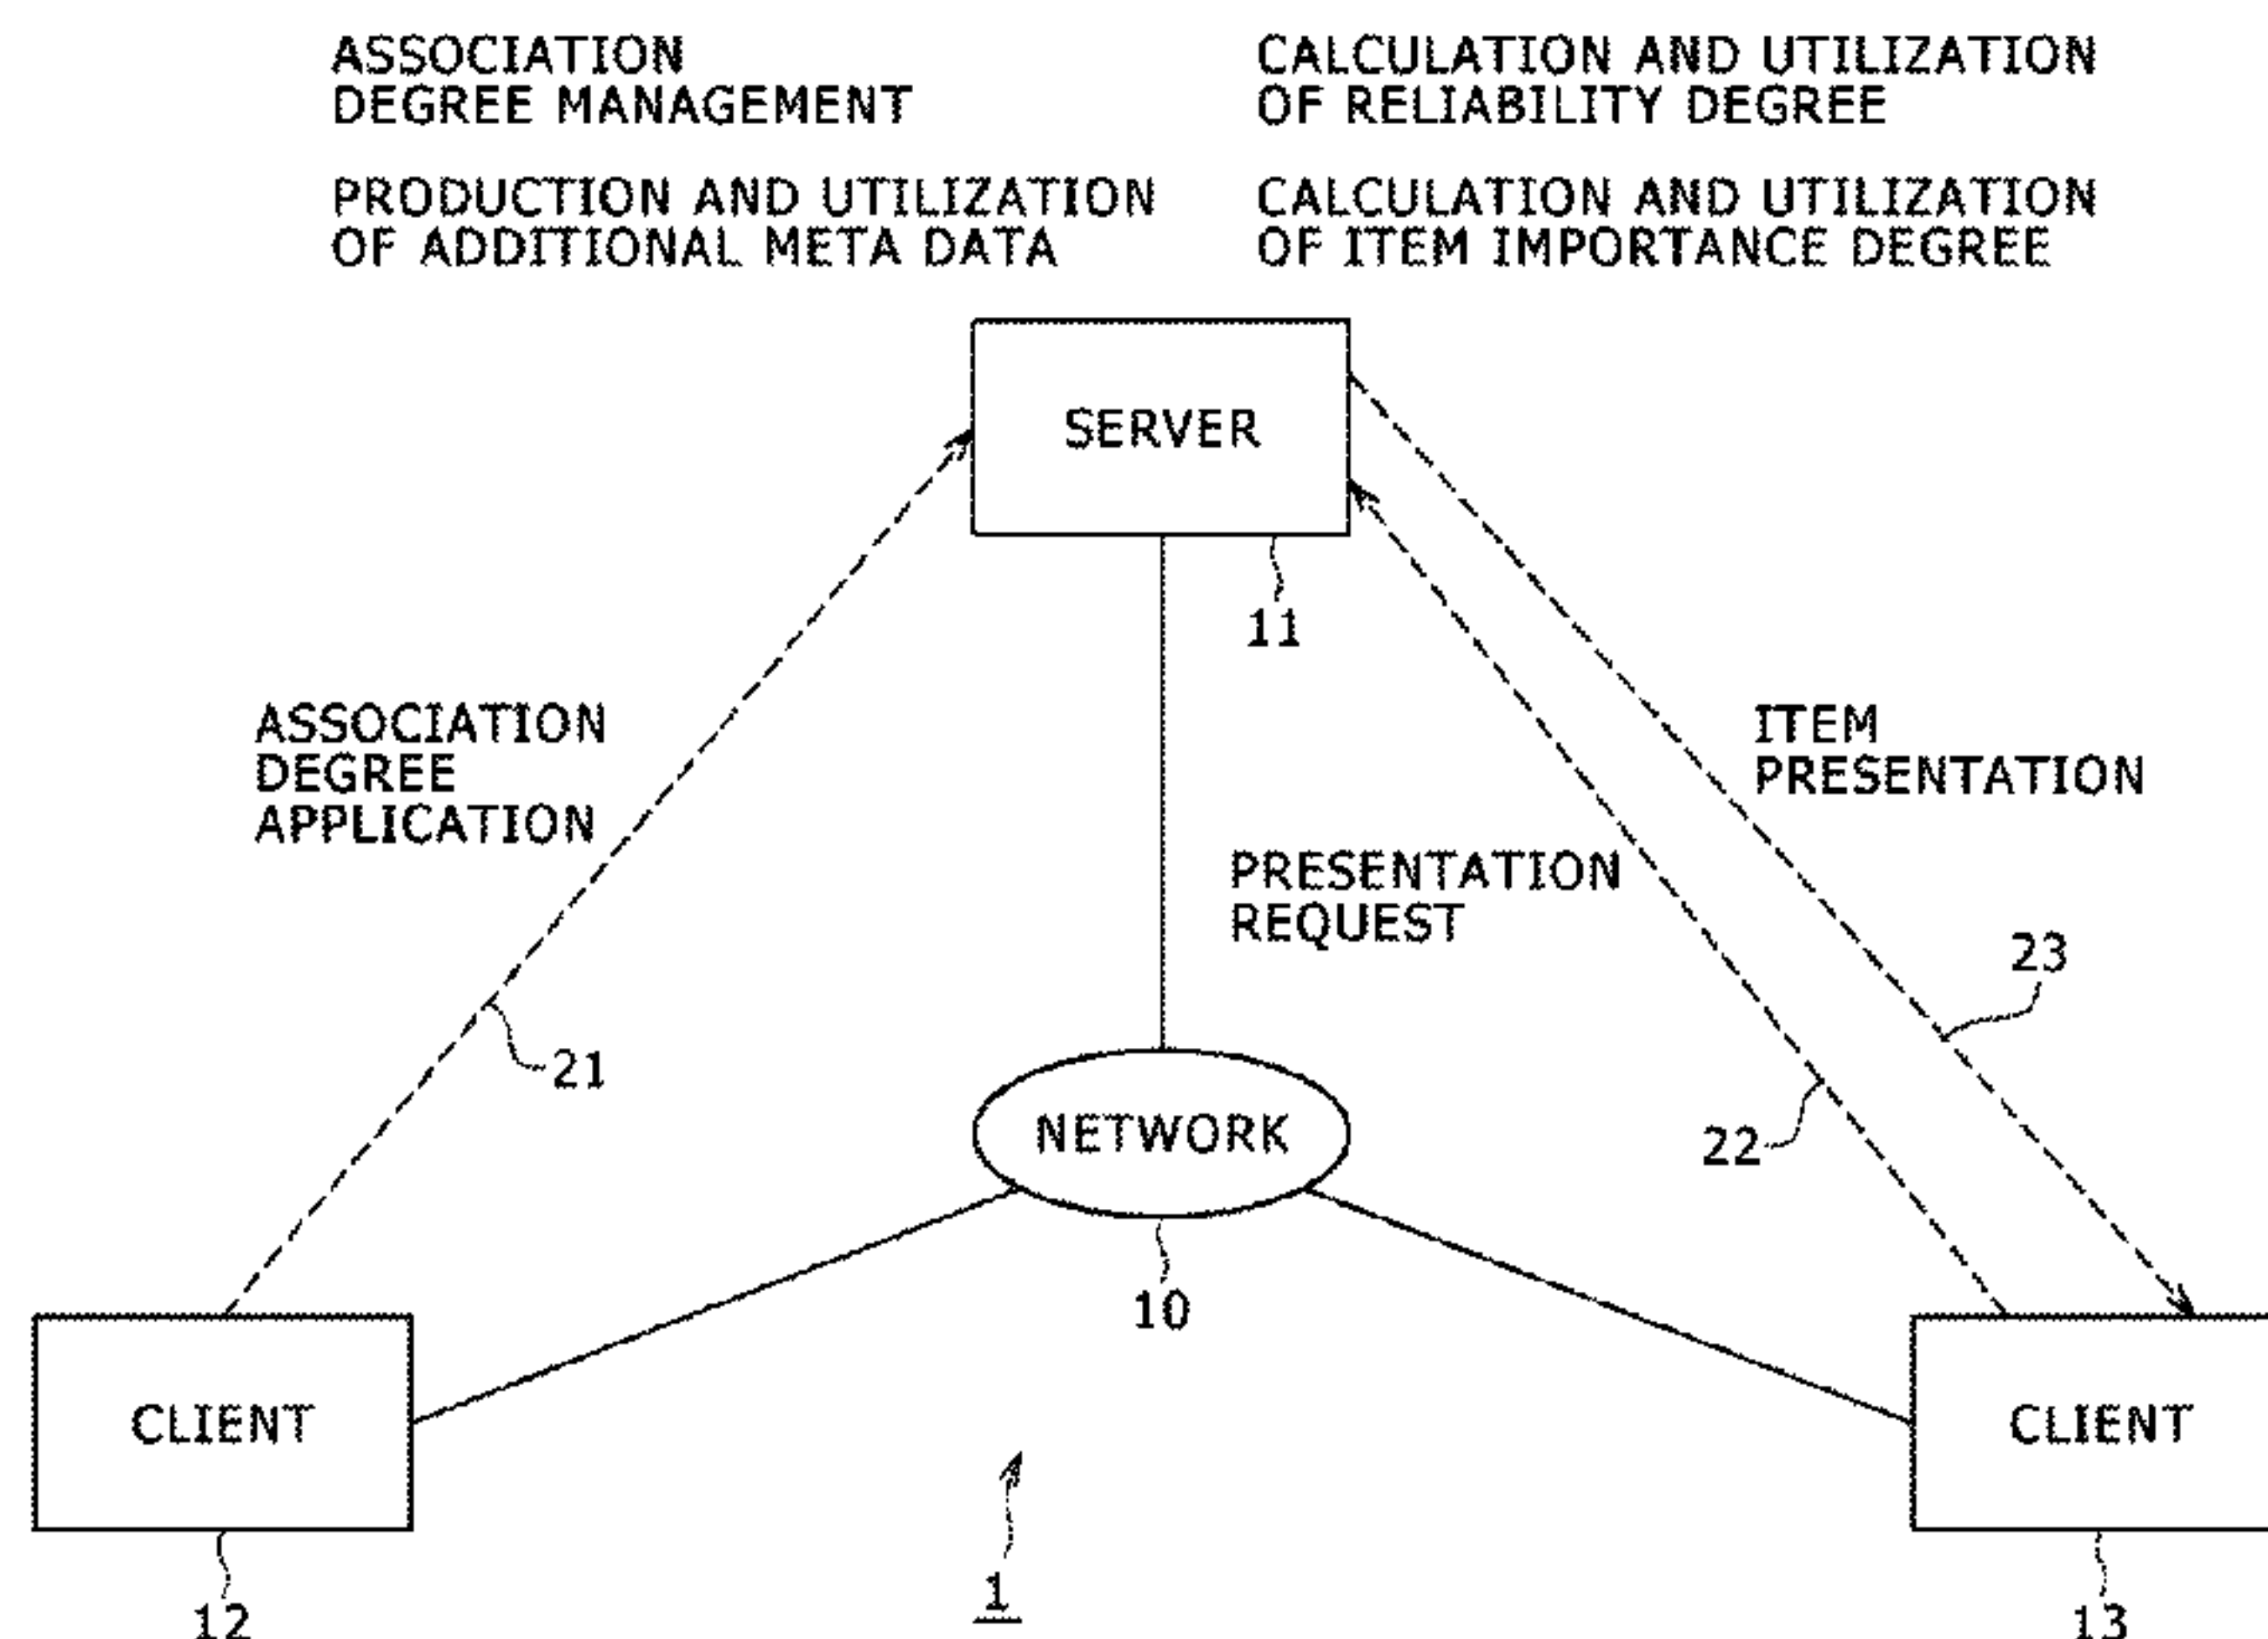 ASSOCIATION
DEGREE MANAGEMENT
PRODUCTION AND UTILIZATION
OF ADDITIONAL META DATA
CALCULATION AND UTILIZATION
OF RELIABILITY DEGREE
CALCULATION AND UTILIZATION
OF ITEM IMPORTANCE DEGREE
SERVER
11
ASSOCIATION
DEGREE
APPLICATION
21
ITEM
PRESENTATION
PRESENTATION
REQUEST
23
22
NETWORK
10
CLIENT
12
CLIENT
13
1